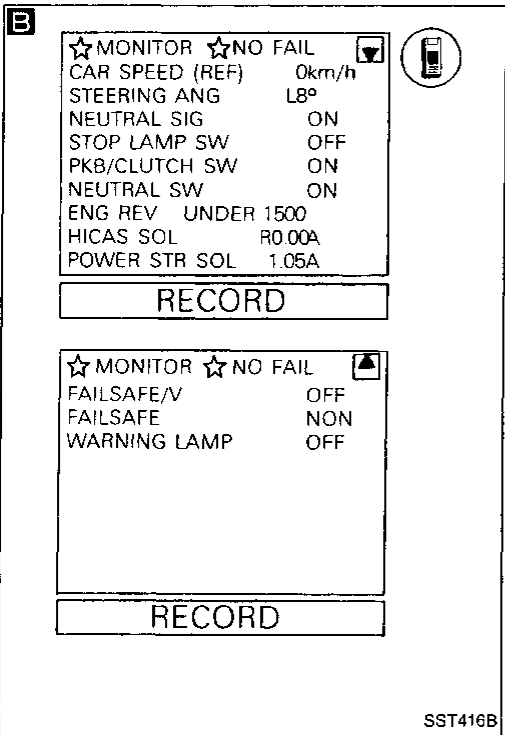 B
☆MONITOR ☆NO FAIL
CAR SPEED (REF) 0km/h
STEERING ANG L8º
NEUTRAL SIG ON
STOP LAMP SW OFF
PKB/CLUTCH SW ON
NEUTRAL SW ON
ENG REV UNDER 1500
HICAS SOL R0.00A
POWER STR SOL 1.05A
RECORD
☆MONITOR ☆NO FAIL
FAILSAFE/V OFF
FAILSAFE NON
WARNING LAMP OFF
RECORD
SST416B